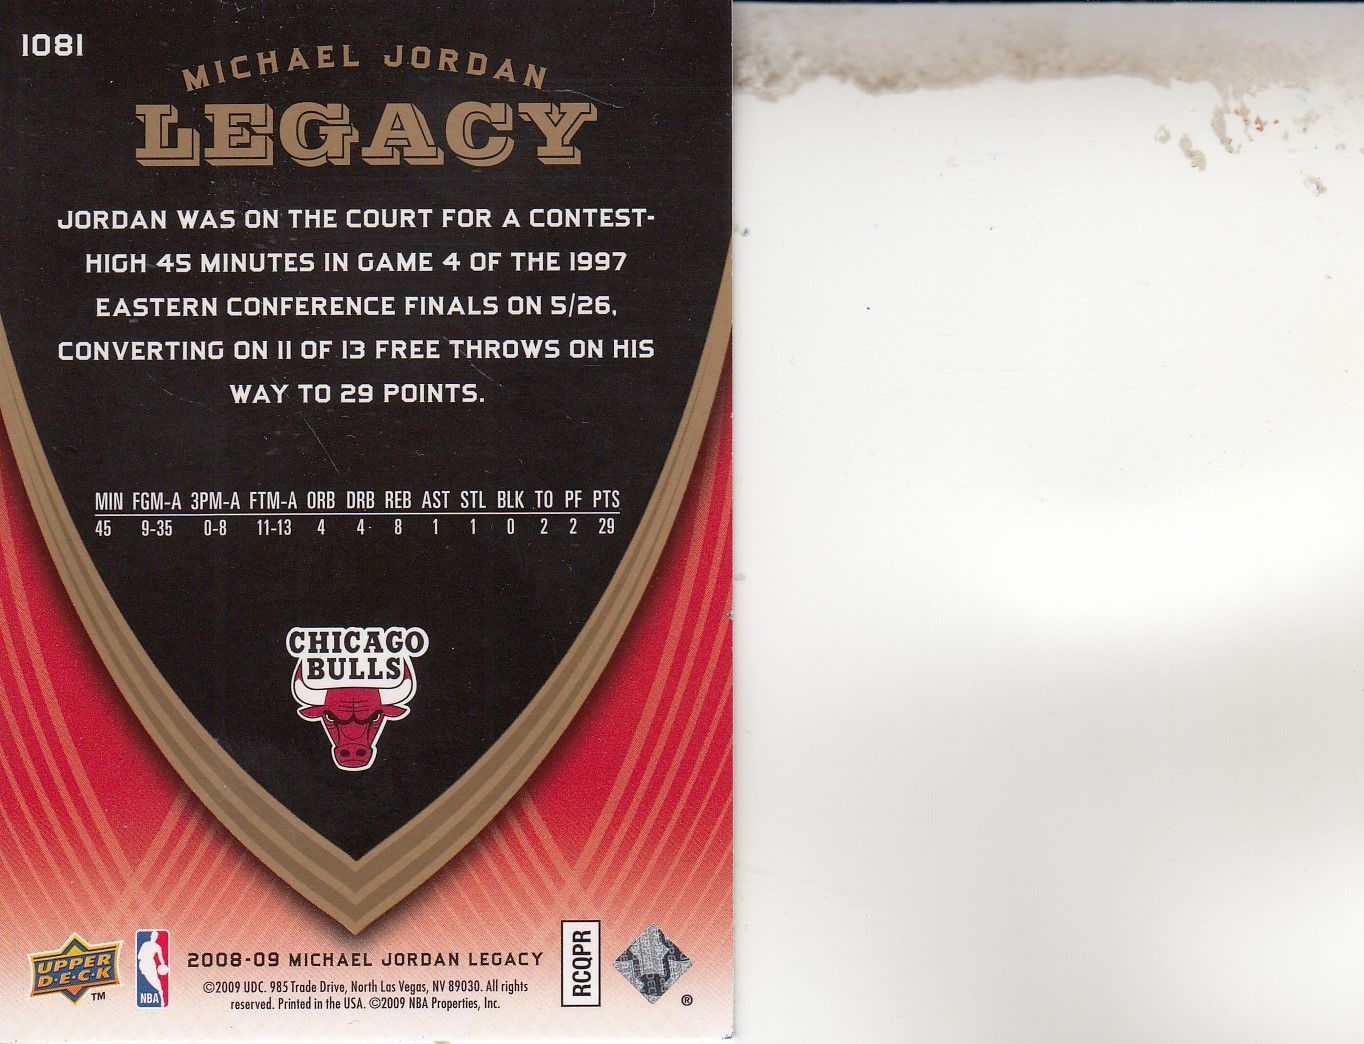 1081
MICHAEL JORDAN
LEGACY
JORDAN WAS ON THE COURT FOR A CONTEST-
HIGH 45 MINUTES IN GAME 4 OF THE 1997
EASTERN CONFERENCE FINALS ON 5/26,
CONVERTING ON 11 OF 13 FREE THROWS ON HIS
WAY TO 29 POINTS.
MIN FGM-A 3PM-A FTM-A ORB DRB REB AST STL BLK TO PF PTS
45 9-35 0-8 11-13 4 4 8 1 1 0 2 2 29
CHICAGO
BULLS
UPPER
D·E·C·K
TM
NBA
2008-09 MICHAEL JORDAN LEGACY
©2009 UDC. 985 Trade Drive, North Las Vegas, NV 89030. All rights
reserved. Printed in the USA. ©2009 NBA Properties, Inc.
RCQPR
®